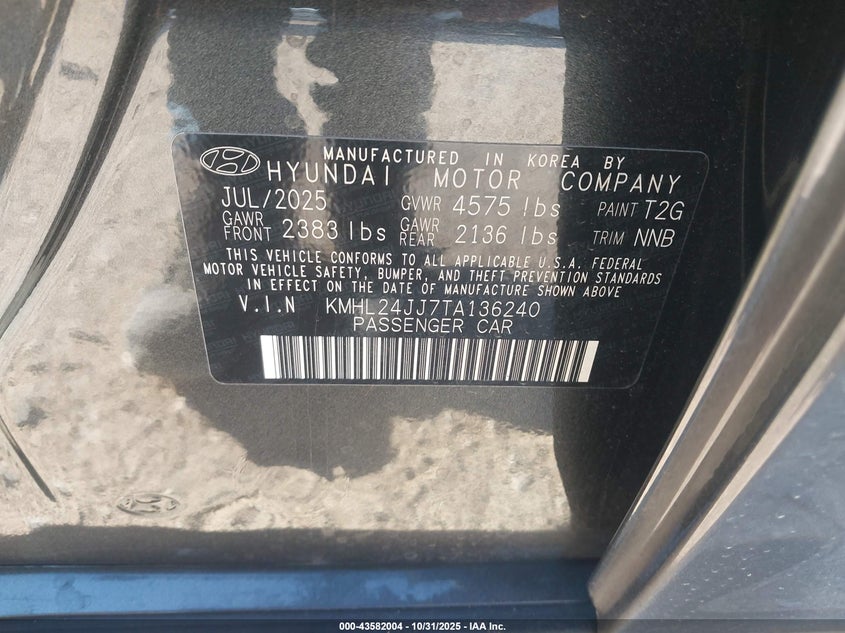 MANUFACTURED IN KOREA BY
HYUNDAI MOTOR COMPANY
JUL/2025 GVWR 4575 lbs PAINT T2G
GAWR FRONT 2383 lbs GAWR REAR 2136 lbs TRIM NNB
THIS VEHICLE CONFORMS TO ALL APPLICABLE U.S.A. FEDERAL
MOTOR VEHICLE SAFETY, BUMPER, AND THEFT PREVENTION STANDARDS
IN EFFECT ON THE DATE OF MANUFACTURE SHOWN ABOVE
V.I.N KMHL24JJ7TA136240
PASSENGER CAR
000-43582004 - 10/31/2025 - IAA Inc.